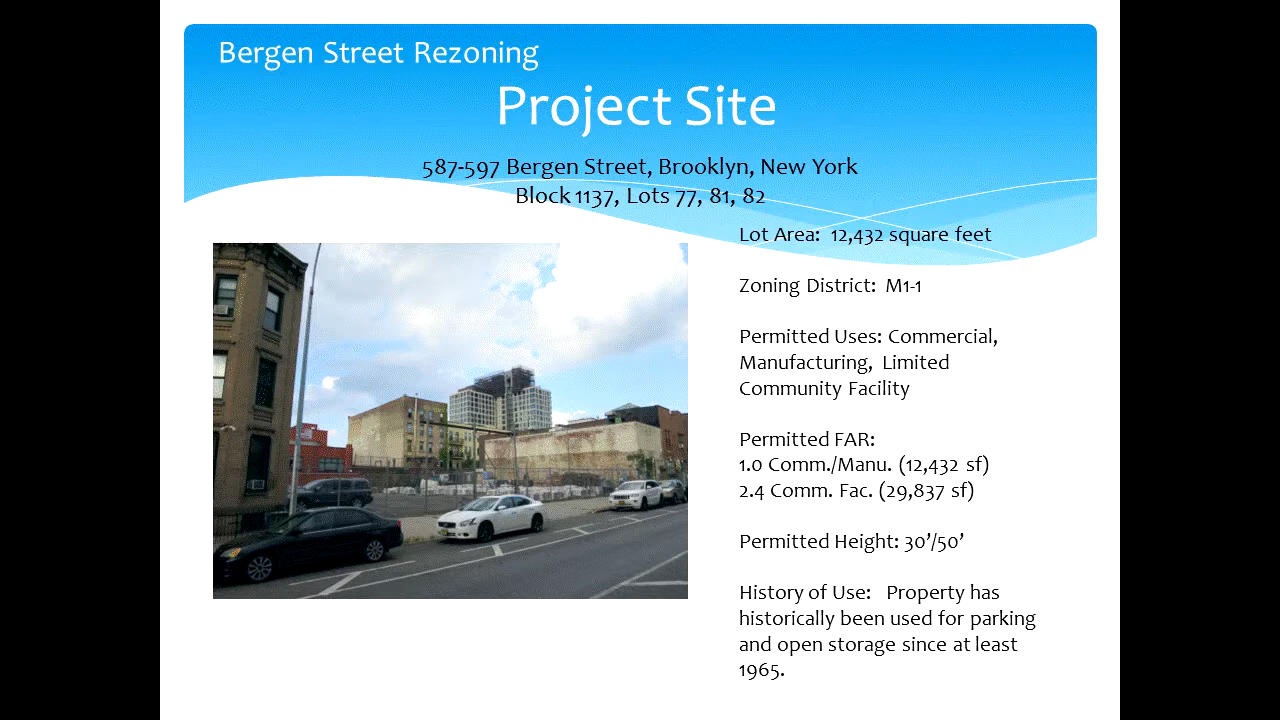 Bergen Street Rezoning
Project Site
587-597 Bergen Street, Brooklyn, New York
Block 1137, Lots 77, 81, 82
Lot Area: 12,432 square feet
Zoning District: M1-1
Permitted Uses: Commercial,
Manufacturing, Limited
Community Facility
Permitted FAR:
1.0 Comm./Manu. (12,432 sf)
2.4 Comm. Fac. (29,837 sf)
Permitted Height: 30’/50’
History of Use: Property has
historically been used for parking
and open storage since at least
1965.